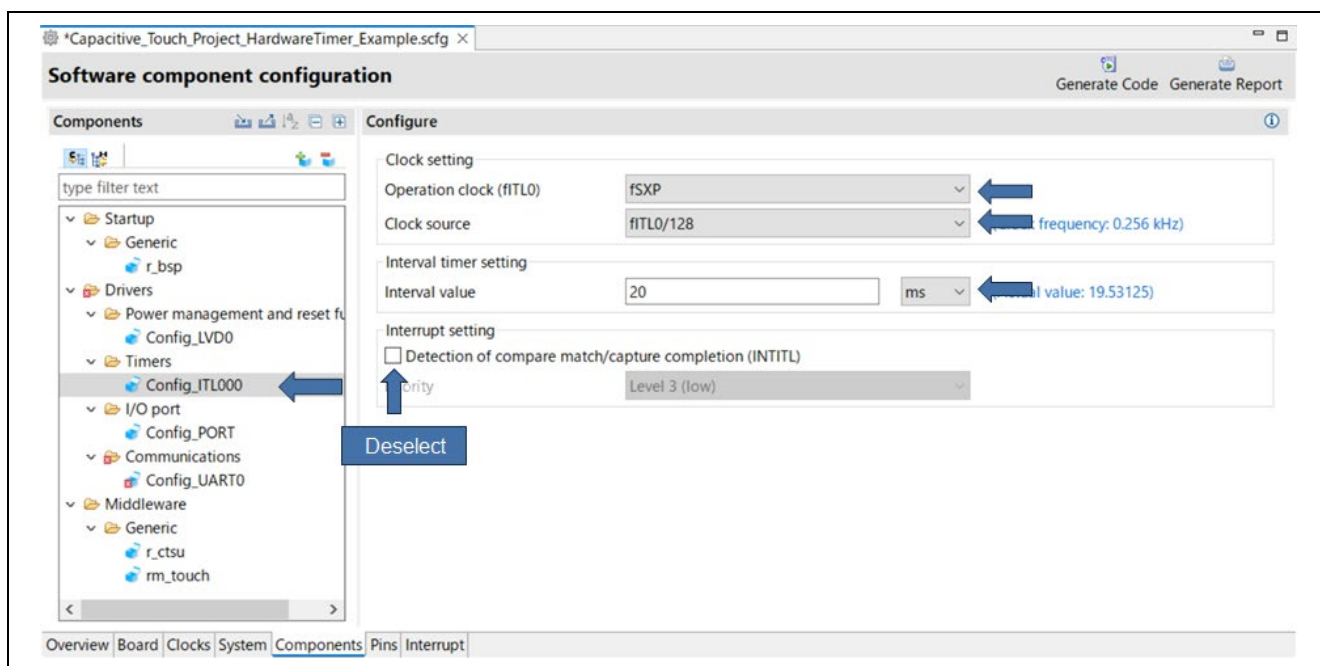 *Capacitive_Touch_Project_HardwareTimer_Example.scfg
Software component configuration
Generate Code Generate Report
Components
Configure
type filter text
Startup
Generic
r_bsp
Drivers
Power management and reset fu
Config_LVD0
Timers
Config_ITL000
I/O port
Config_PORT
Communications
Config_UART0
Middleware
Generic
r_ctsu
rm_touch
Clock setting
Operation clock (fITL0) fSXP
Clock source fITL0/128 frequency: 0.256 kHz)
Interval timer setting
Interval value 20 ms value: 19.53125)
Interrupt setting
Detection of compare match/capture completion (INTITL)
Level 3 (low)
Deselect
Overview Board Clocks System Components Pins Interrupt